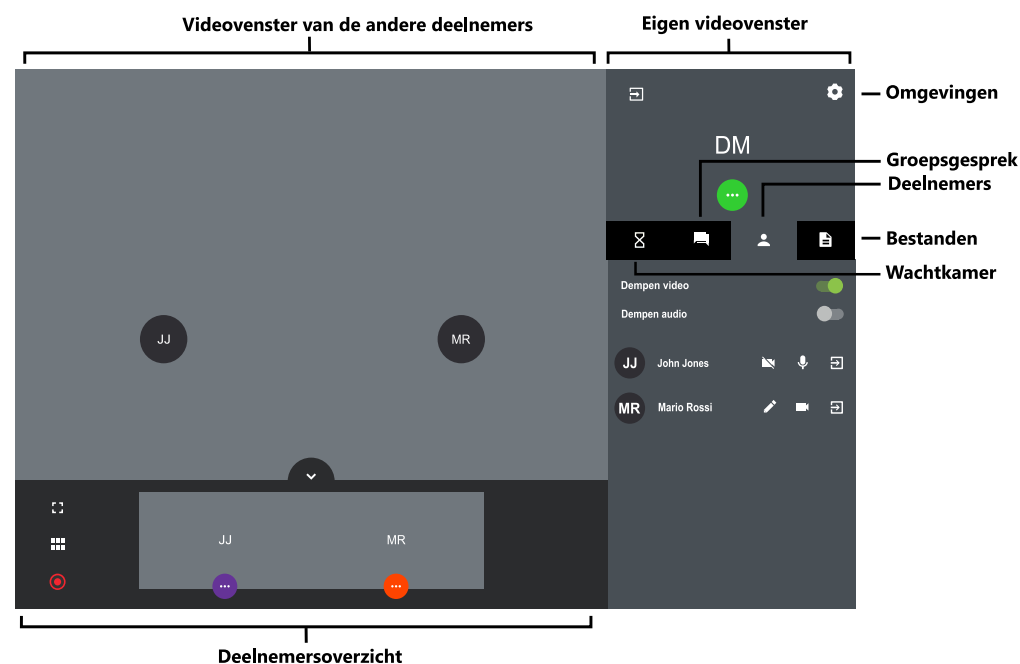 Videovenster van de andere deelnemers
Eigen videovenster
Omgevingen
DM
Groepsgesprek
Deelnemers
Bestanden
Wachtkamer
Dempen video
Dempen audio
JJ
MR
JJ John Jones
MR Mario Rossi
JJ
MR
Deelnemersoverzicht